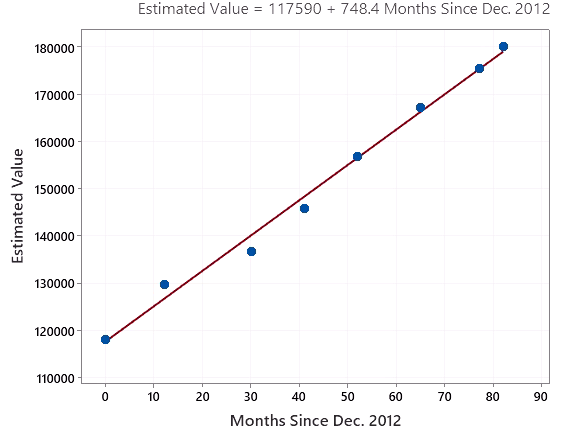 Estimated Value = 117590 + 748.4 Months Since Dec. 2012
180000
170000
160000
150000
140000
130000
120000
110000
Estimated Value
0 10 20 30 40 50 60 70 80 90
Months Since Dec. 2012